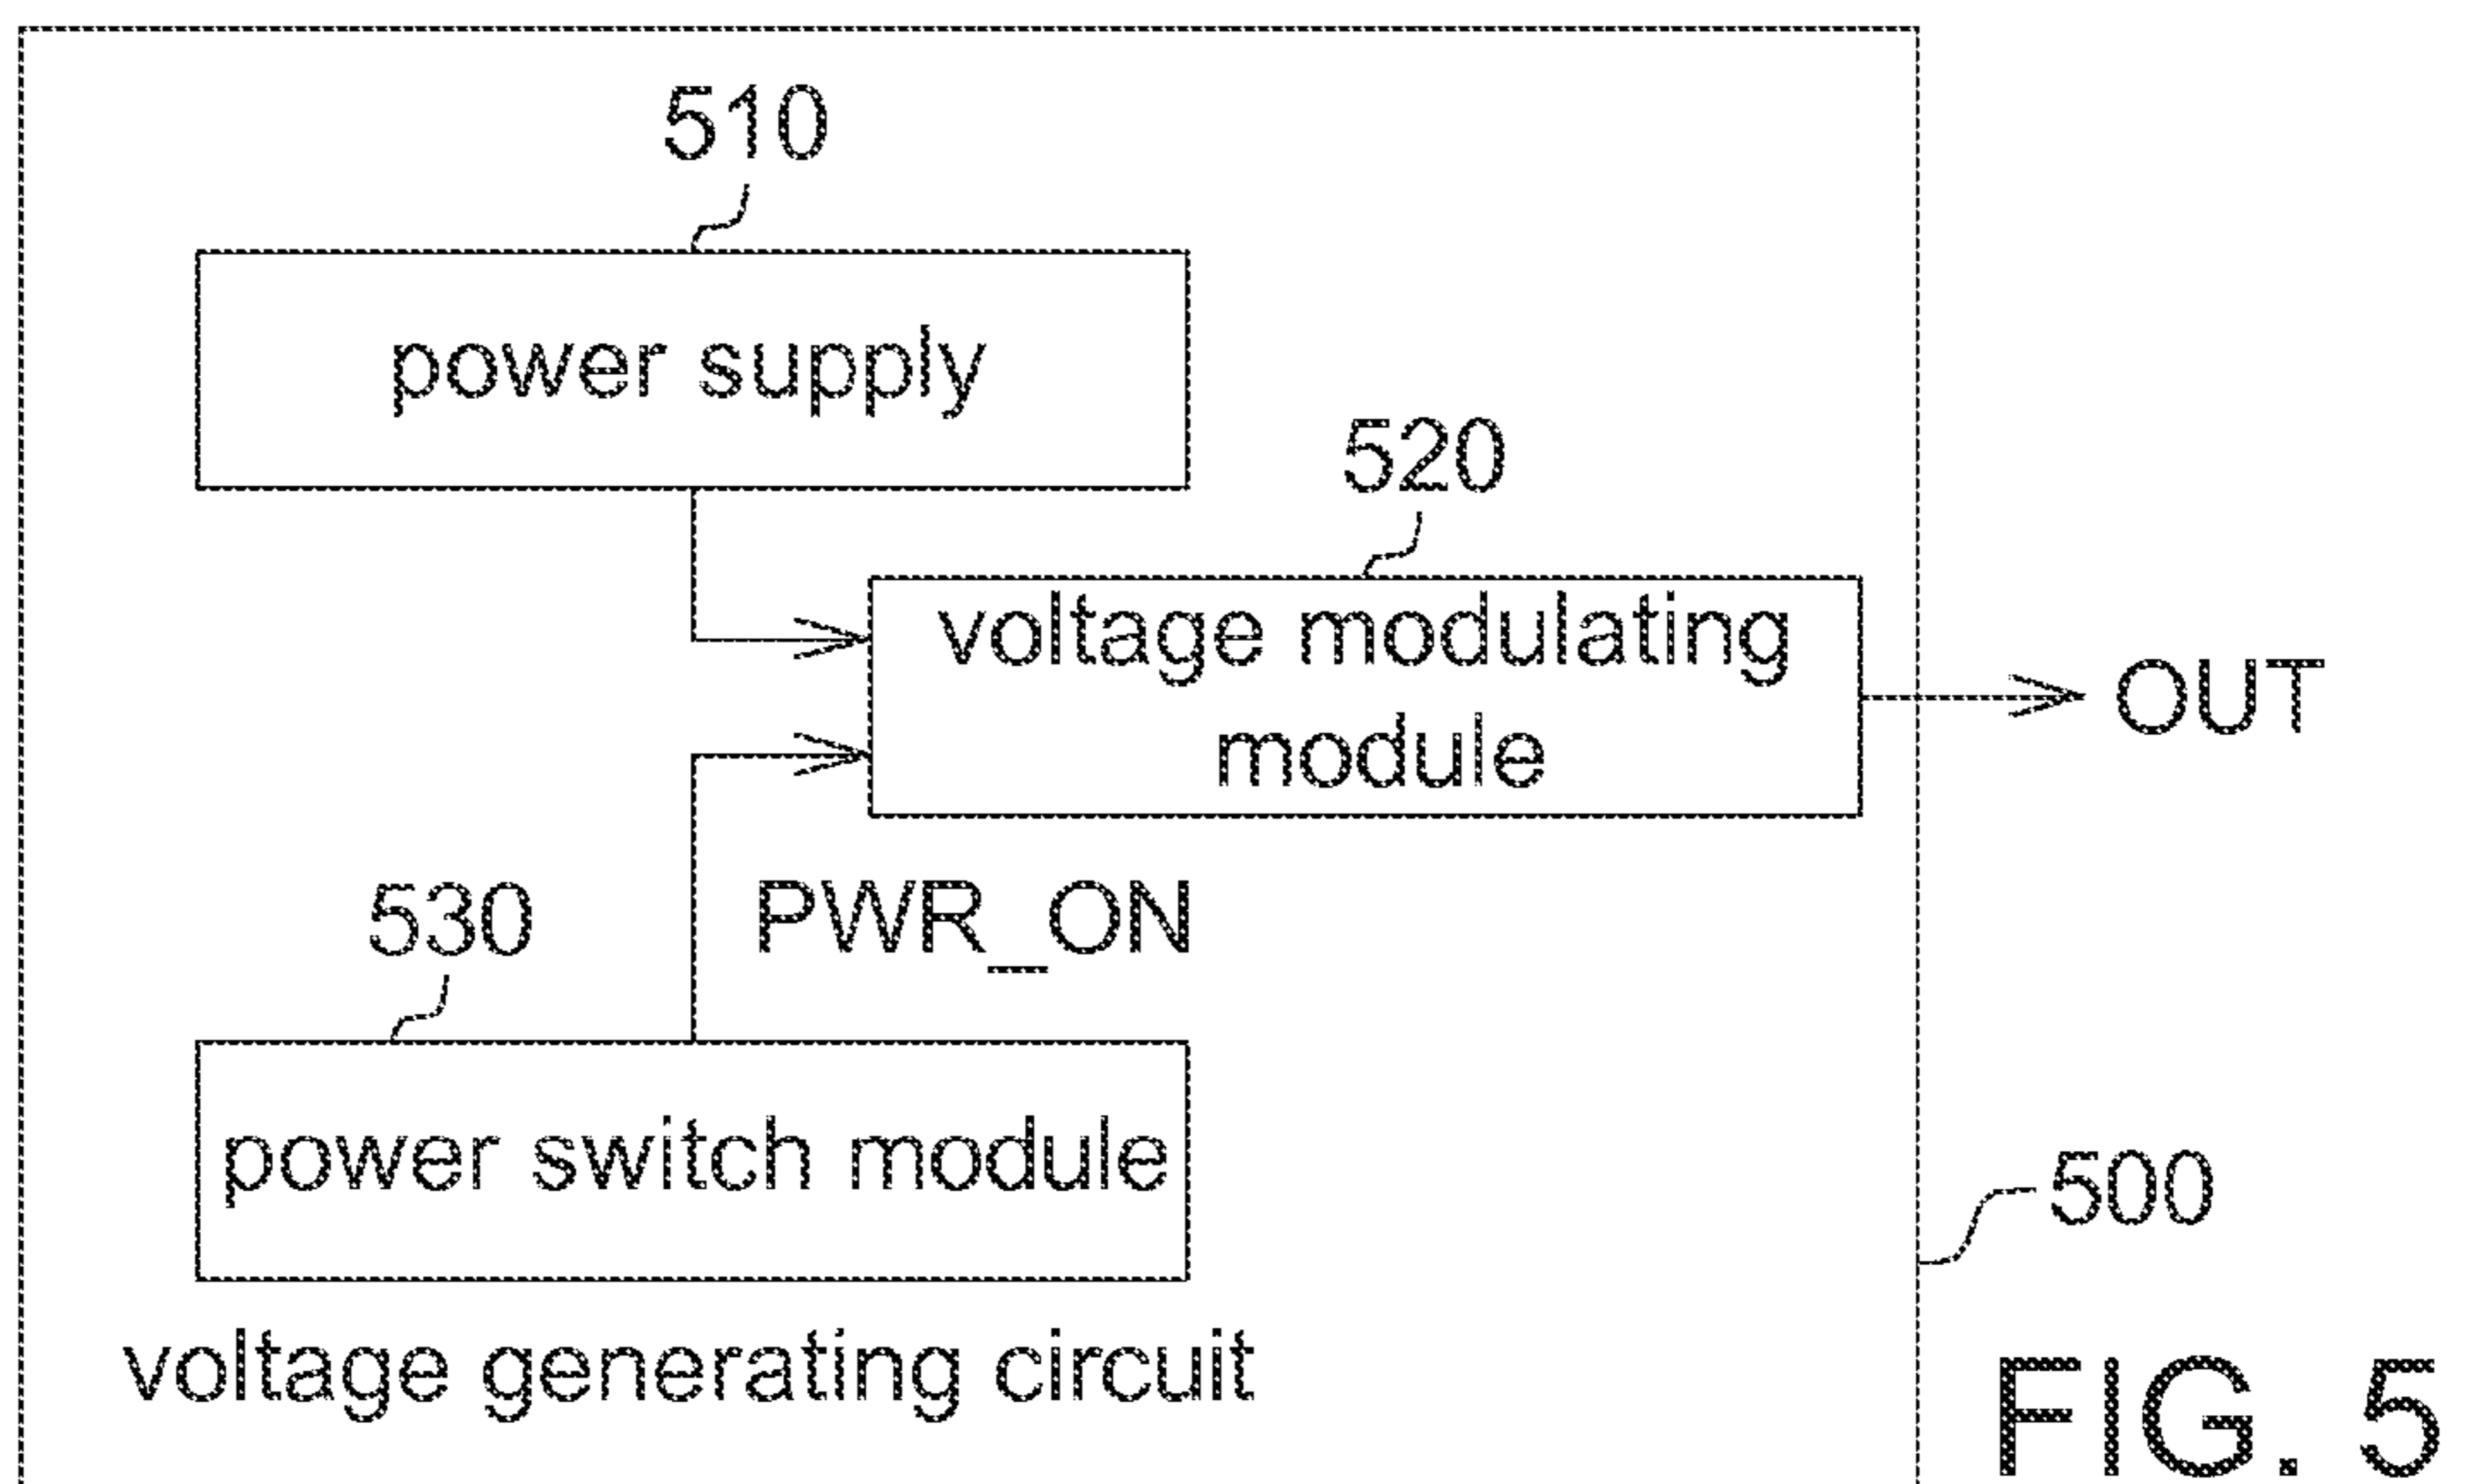 510
power supply
520
voltage modulating
module
OUT
530
PWR_ON
power switch module
500
voltage generating circuit
FIG. 5